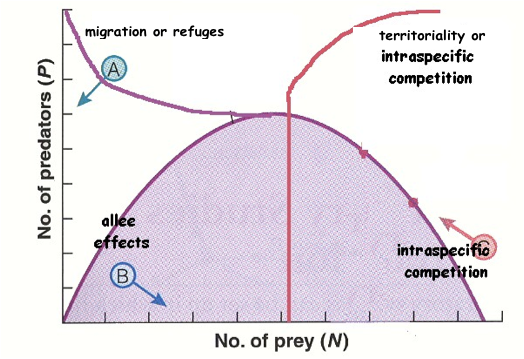 migration or refuges
territoriality or
intraspecific
competition
A
No. of predators (P)
allee
effects
B
C
intraspecific
competition
No. of prey (N)